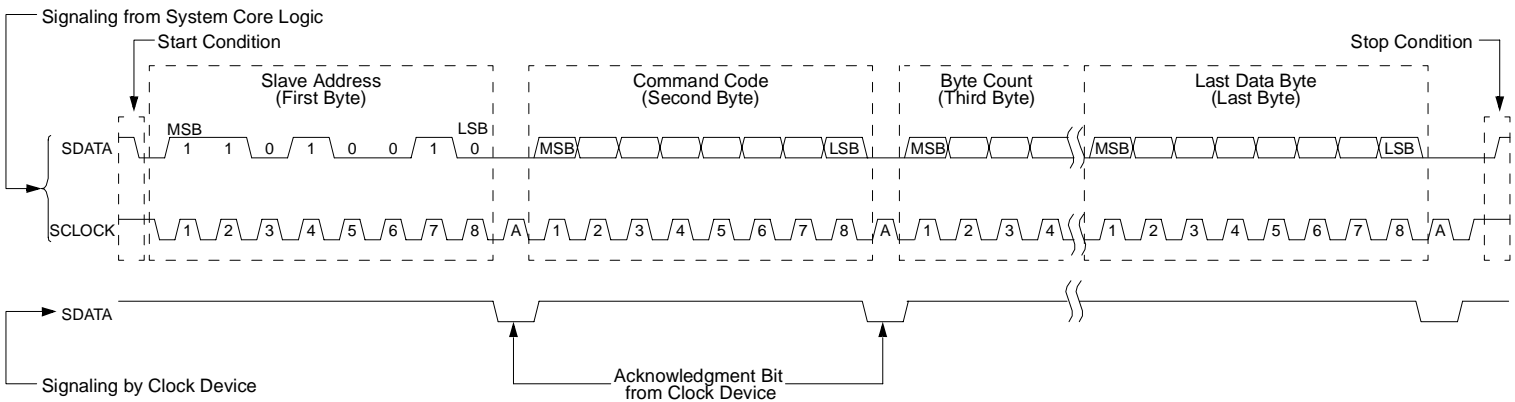 Signaling from System Core Logic
Start Condition
Stop Condition
Slave Address
(First Byte)
Command Code
(Second Byte)
Byte Count
(Third Byte)
Last Data Byte
(Last Byte)
SDATA
MSB
1 1 0 1 0 0 1 0
LSB
MSB
LSB
MSB
MSB
LSB
SCLOCK
1 2 3 4 5 6 7 8 A 1 2 3 4 5 6 7 8 A 1 2 3 4 1 2 3 4 5 6 7 8 A
SDATA
Signaling by Clock Device
Acknowledgment Bit
from Clock Device